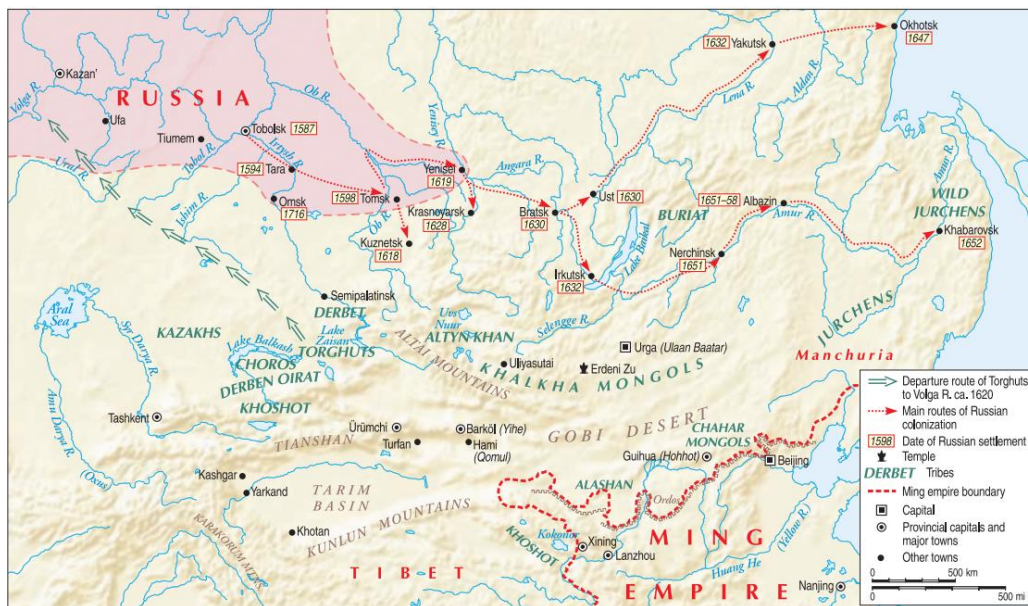 Okhotsk
1647
1632
Yakutsk
Kazan'
Volga R.
RUSSIA
Ob R.
Yenisey R.
Lena R.
Aldan R.
Ufa
Tiumem
Tobolsk
1587
Irtysh R.
Tobol R.
Ural R.
1594
Tara
Yenisei
1619
Angara R.
Amur R.
Ishim R.
Omsk
1716
1598
Tomsk
Ob R.
Krasnoyarsk
1628
Bratsk
1630
Ust
1630
BURIAT
1651–58
Albazin
Amur R.
WILD
JURCHENS
Khabarovsk
1652
Kuznetsk
1618
Lake Baikal
Nerchinsk
1651
Irkutsk
1632
Semipalatinsk
DERBET
Aral
Sea
Syr Darya R.
KAZAKHS
Lake
Zaisan
Uvs
Nuur
ALTYN KHAN
Selengge R.
JURCHENS
Lake Balkash
TORGHUTS
ALTAI MOUNTAINS
Urga (Ulaan Baatar)
Manchuria
CHOROS
DERBEN OIRAT
Uliyasutai
Erdeni Zu
KHALKHA MONGOLS
KHOSHOT
Amu Darya R.
(Oxus)
Tashkent
Ürümchi
Turfan
Barköl (Yihe)
Hami
(Qomul)
GOBI DESERT
CHAHAR
MONGOLS
Guihua (Hohhot)
Beijing
TIANSHAN
Kashgar
Yarkand
TARIM
BASIN
ALASHAN
Ordos
Khotan
KUNLUN MOUNTAINS
KARAKORUM MTNS
Kokonor
KHOSHOT
Xining
Lanzhou
MING
EMPIRE
(Yellow R.)
Huang He
TIBET
Nanjing
Departure route of Torghuts
to Volga R. ca. 1620
Main routes of Russian
colonization
1598
Date of Russian settlement
Temple
DERBET
Tribes
Ming empire boundary
Capital
Provincial capitals and
major towns
Other towns
0
500 km
0
500 mi